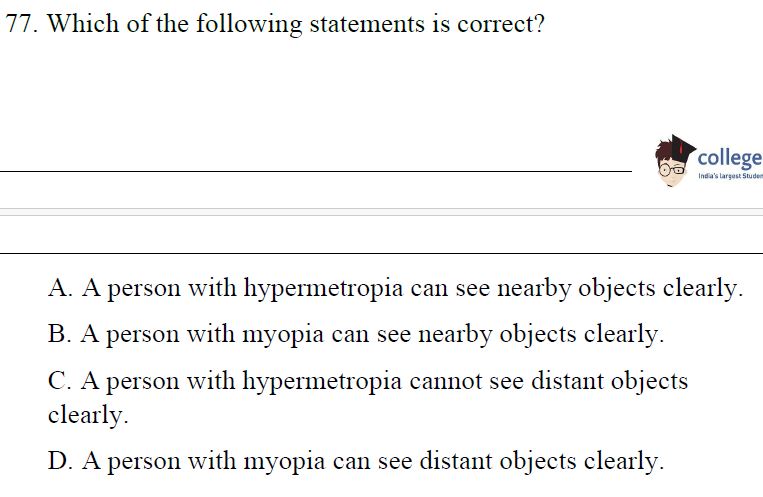 77. Which of the following statements is correct?
college
India's largest Studen
A. A person with hypermetropia can see nearby objects clearly.
B. A person with myopia can see nearby objects clearly.
C. A person with hypermetropia cannot see distant objects
clearly.
D. A person with myopia can see distant objects clearly.